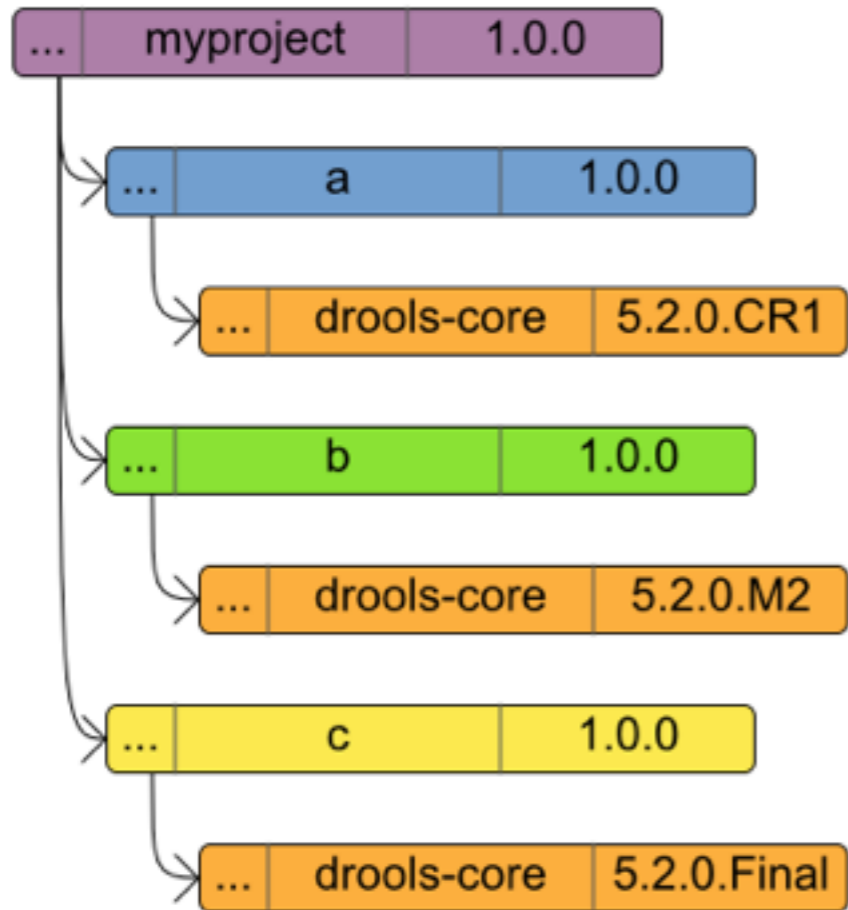 ... myproject 1.0.0
... a 1.0.0
... drools-core 5.2.0.CR1
... b 1.0.0
... drools-core 5.2.0.M2
... c 1.0.0
... drools-core 5.2.0.Final